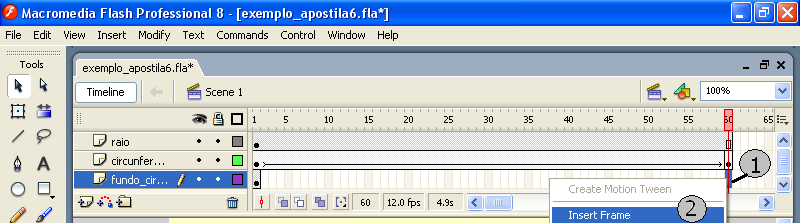 Macromedia Flash Professional 8 - [exemplo_apostila6.fla*]
File Edit View Insert Modify Text Commands Control Window Help
Tools
exemplo_apostila6.fla*
Timeline Scene 1 100%
1 5 10 15 20 25 30 35 40 45 50 55 60 65
raio
circunfer...
fundo_cir...
1
60 12.0 fps 4.9s
Create Motion Tween
Insert Frame
2